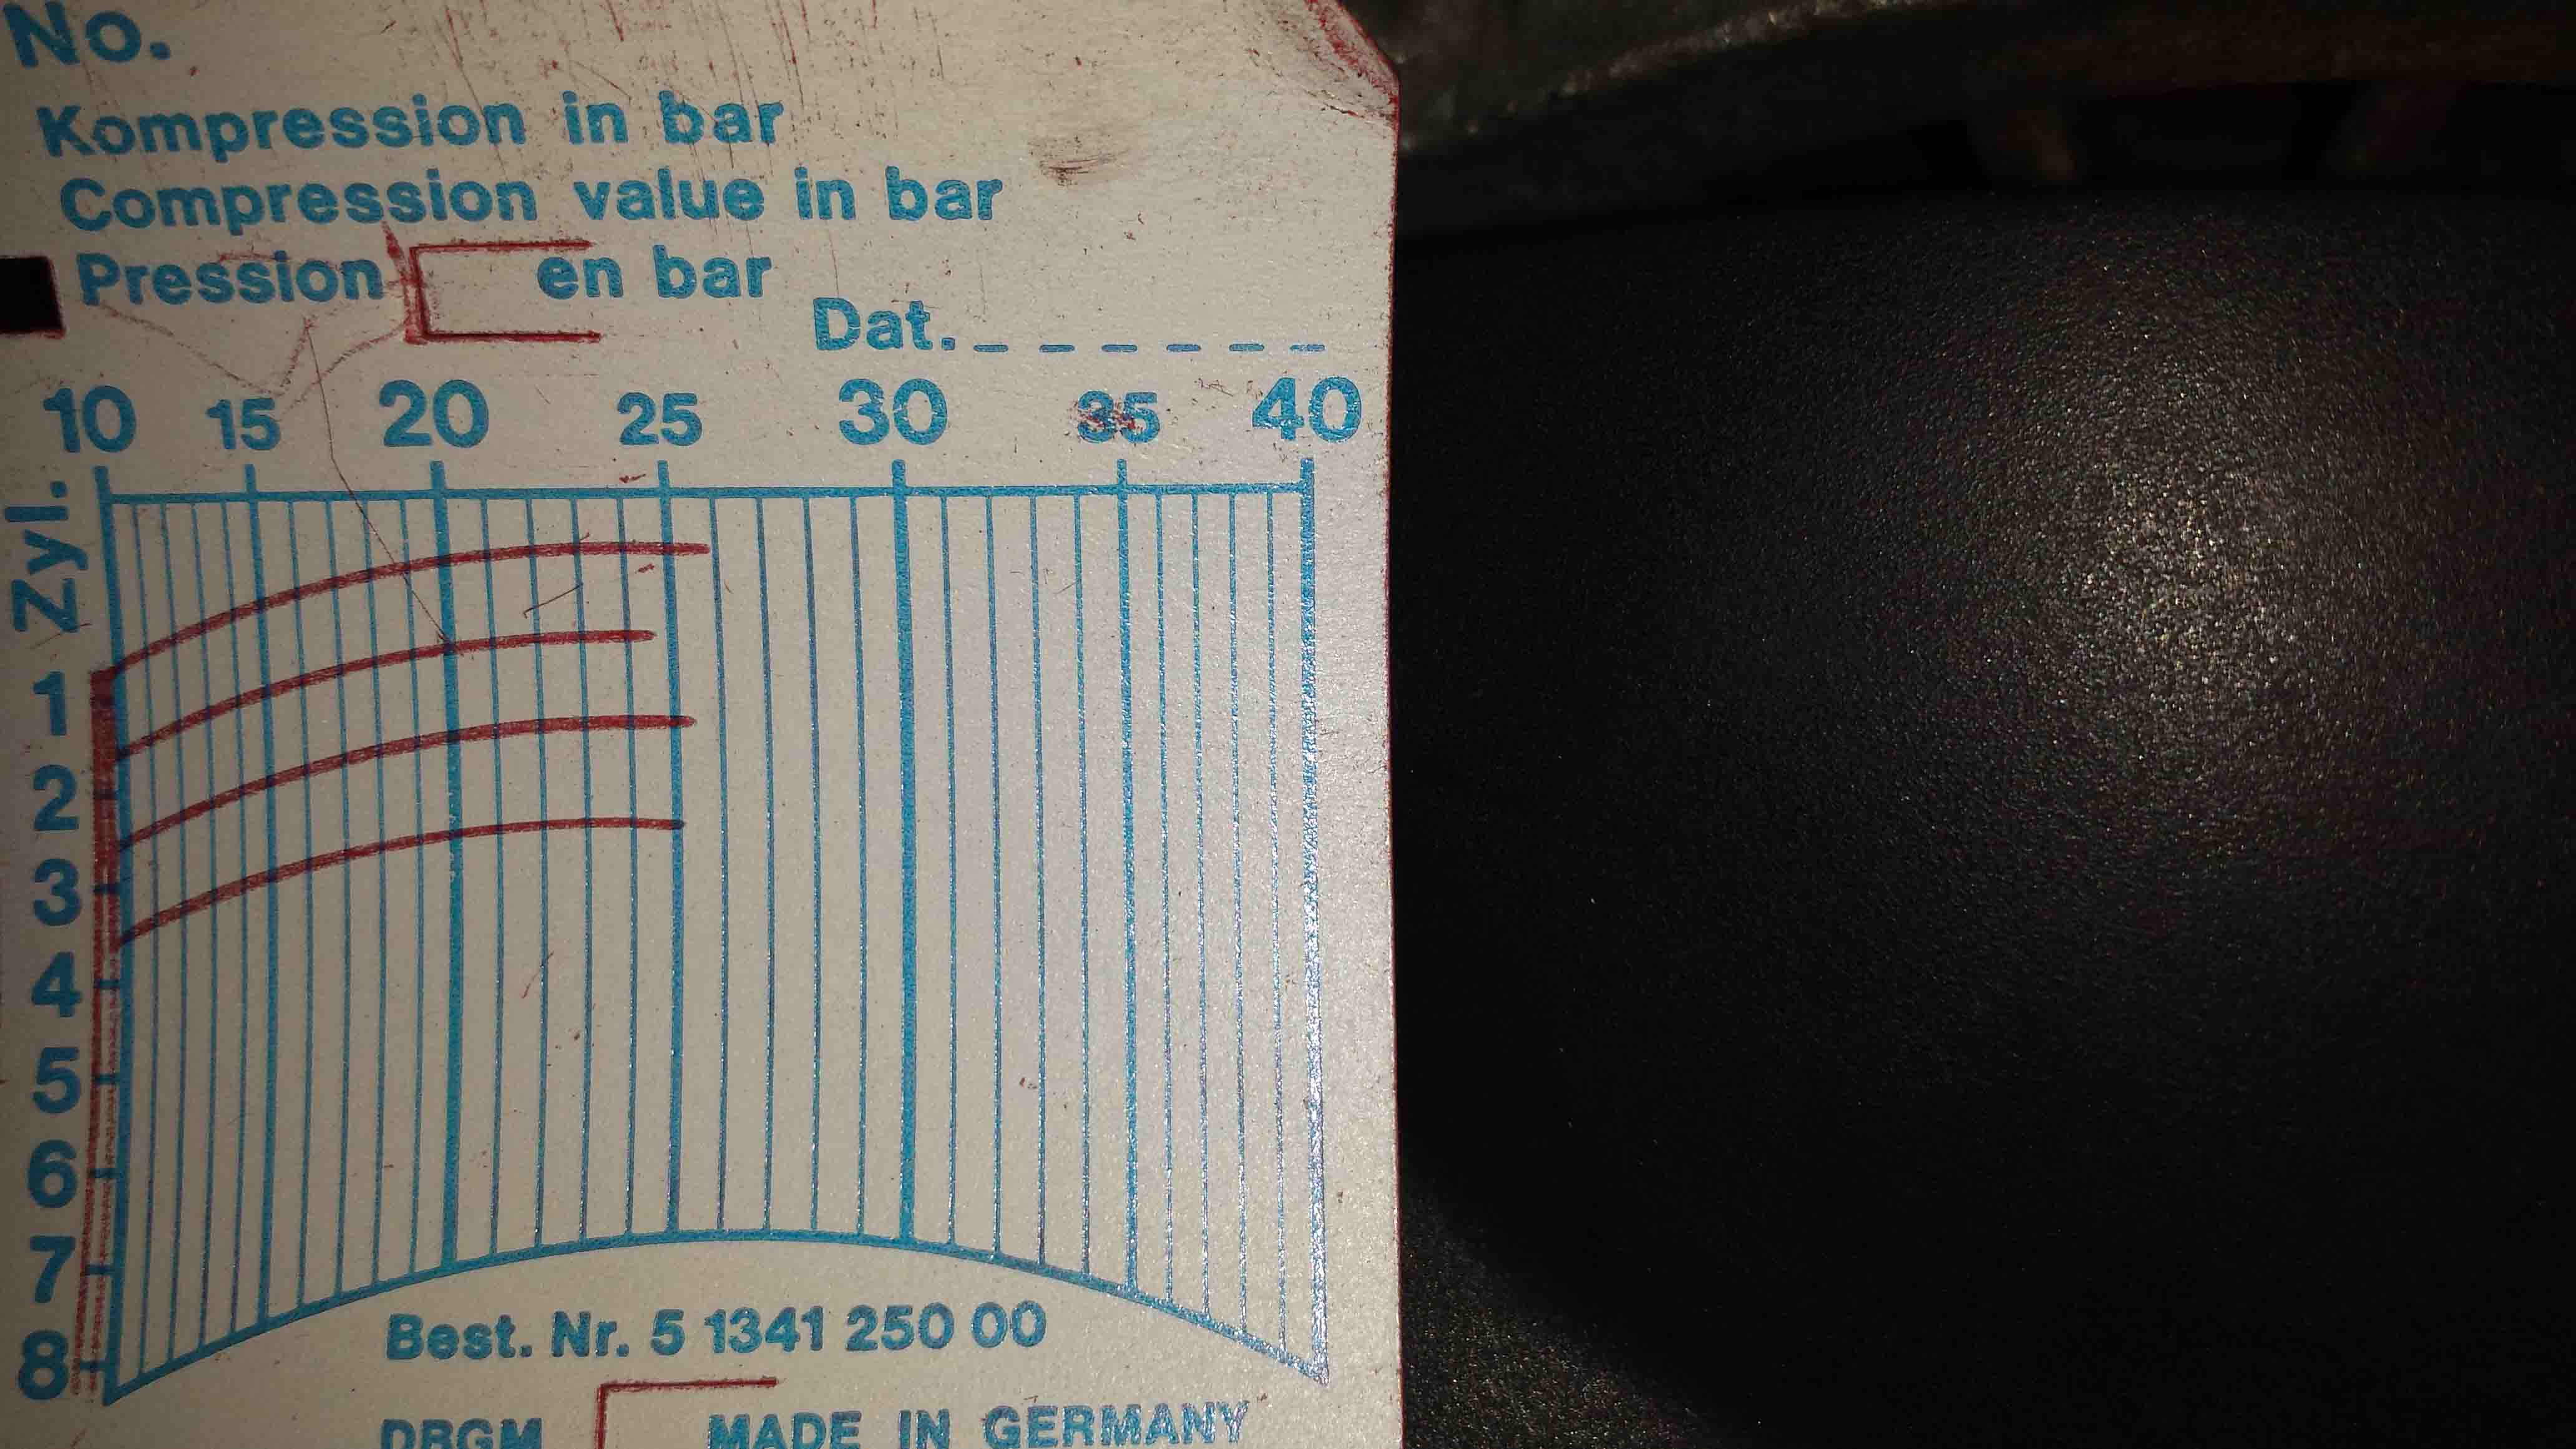 No.
Kompression in bar
Compression value in bar
Pression en bar
Dat.
10 15 20 25 30 35 40
Zyl.
1
2
3
4
5
6
7
8
Best. Nr. 5 1341 250 00
DBGM MADE IN GERMANY